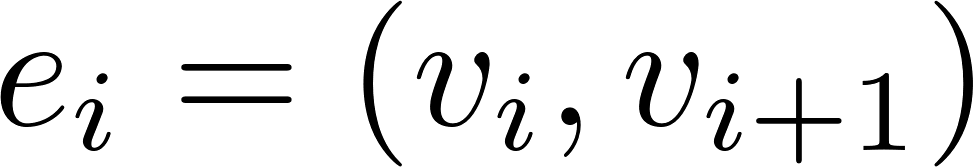 e_i = (v_i, v_{i+1})